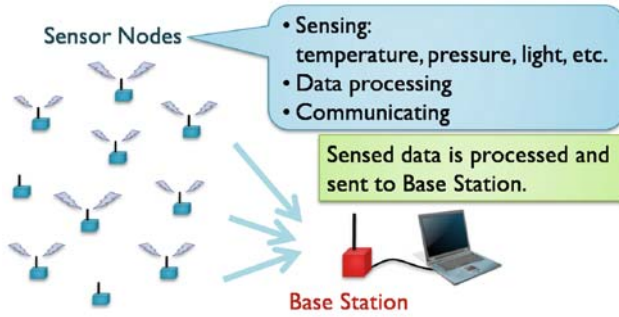 Sensor Nodes
• Sensing:
temperature, pressure, light, etc.
• Data processing
• Communicating
Sensed data is processed and
sent to Base Station.
Base Station